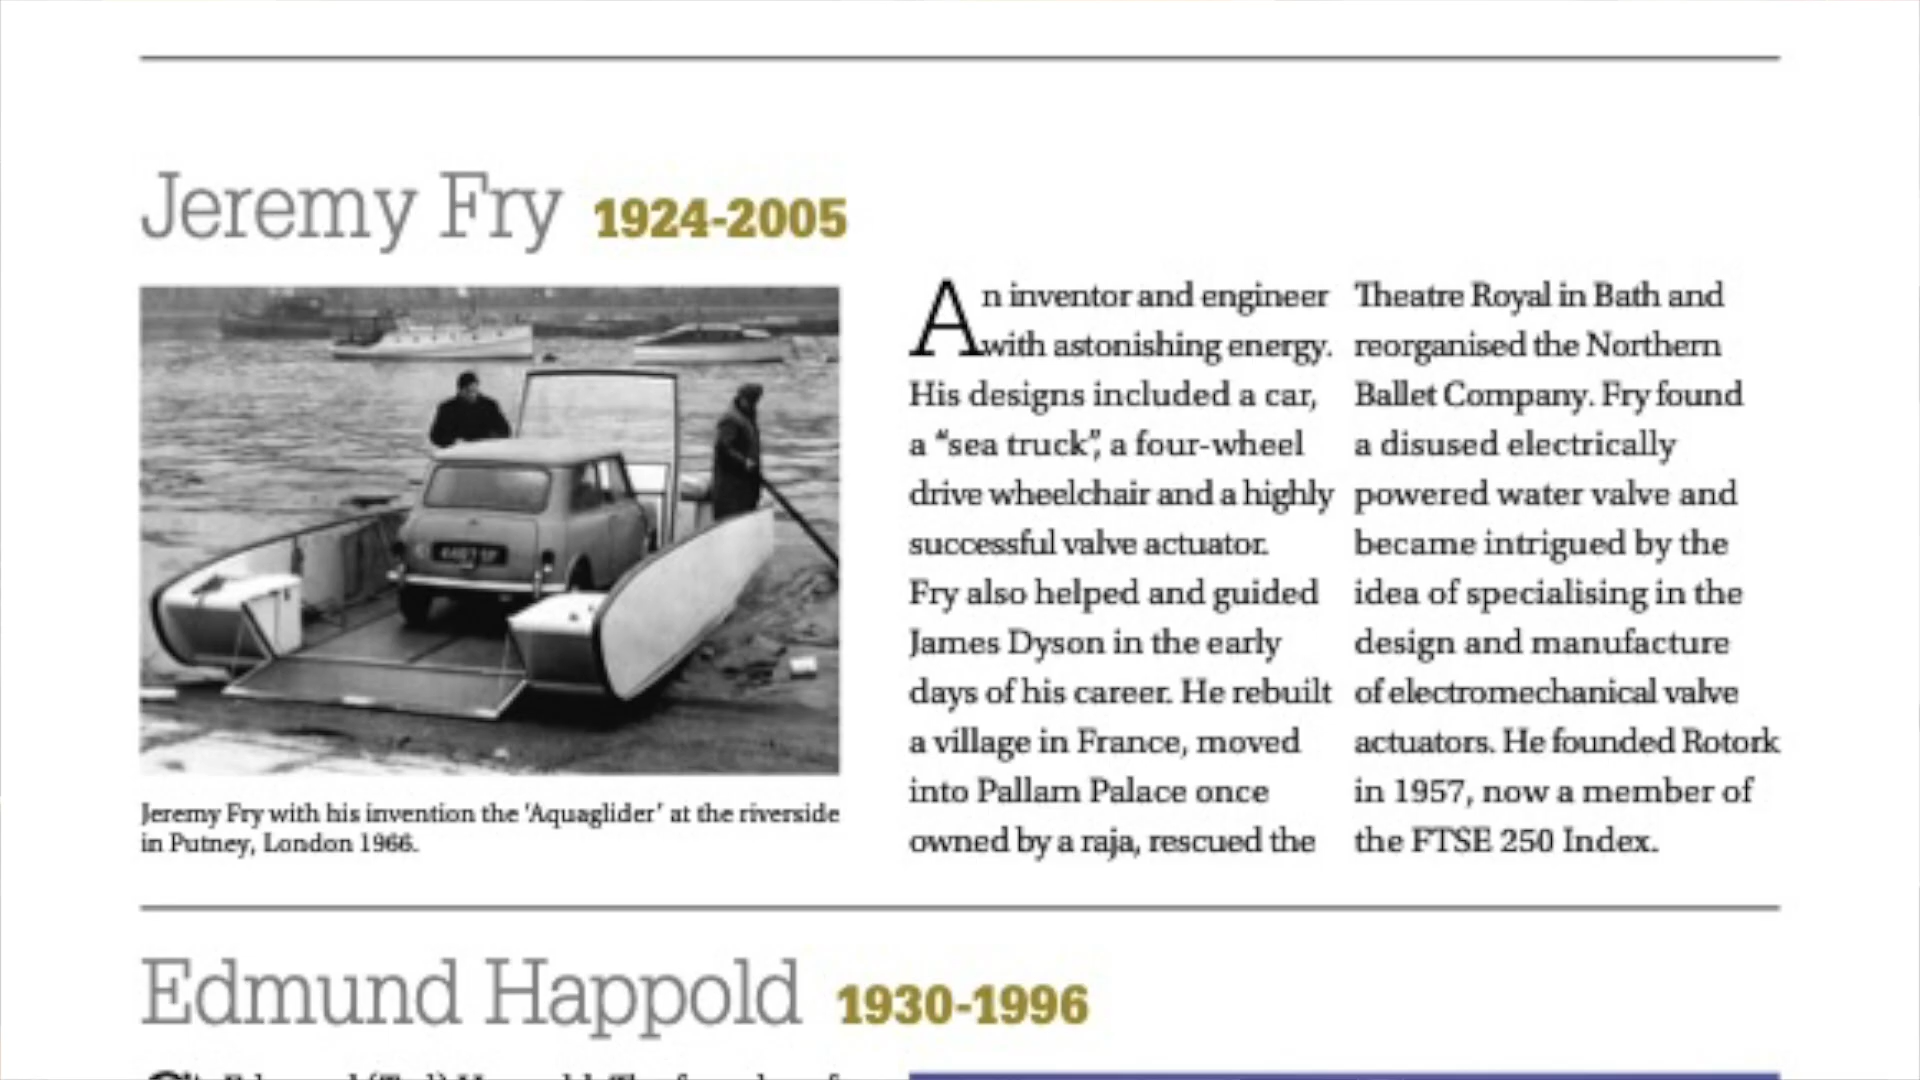 Jeremy Fry 1924-2005
An inventor and engineer
with astonishing energy.
His designs included a car,
a “sea truck”, a four-wheel
drive wheelchair and a highly
successful valve actuator.
Fry also helped and guided
James Dyson in the early
days of his career. He rebuilt
a village in France, moved
into Pallam Palace once
owned by a raja, rescued the
Theatre Royal in Bath and
reorganised the Northern
Ballet Company. Fry found
a disused electrically
powered water valve and
became intrigued by the
idea of specialising in the
design and manufacture
of electromechanical valve
actuators. He founded Rotork
in 1957, now a member of
the FTSE 250 Index.
Jeremy Fry with his invention the ‘Aquaglider’ at the riverside
in Putney, London 1966.
Edmund Happold 1930-1996